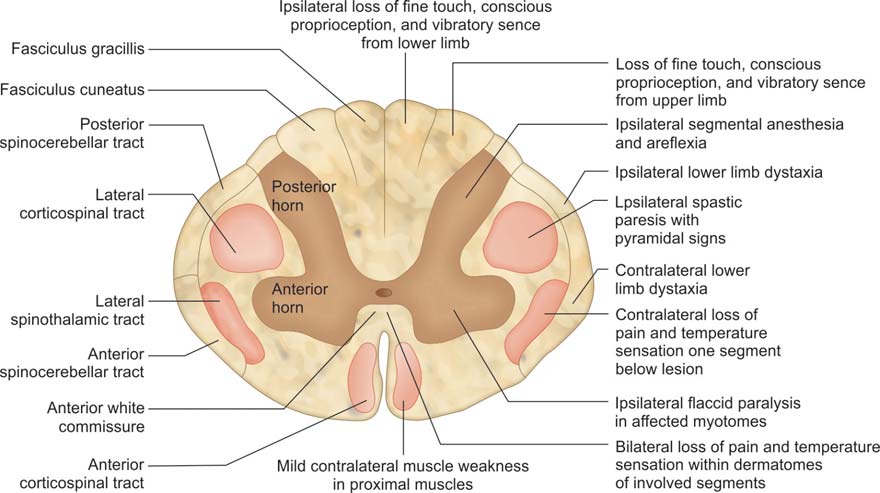 Ipsilateral loss of fine touch, conscious
proprioception, and vibratory sence
from lower limb
Fasciculus gracillis
Fasciculus cuneatus
Posterior
spinocerebellar tract
Lateral
corticospinal tract
Lateral
spinothalamic tract
Anterior
spinocerebellar tract
Anterior white
commissure
Anterior
corticospinal tract
Posterior
horn
Anterior
horn
Mild contralateral muscle weakness
in proximal muscles
Loss of fine touch, conscious
proprioception, and vibratory sence
from upper limb
Ipsilateral segmental anesthesia
and areflexia
Ipsilateral lower limb dystaxia
Lpsilateral spastic
paresis with
pyramidal signs
Contralateral lower
limb dystaxia
Contralateral loss of
pain and temperature
sensation one segment
below lesion
Ipsilateral flaccid paralysis
in affected myotomes
Bilateral loss of pain and temperature
sensation within dermatomes
of involved segments